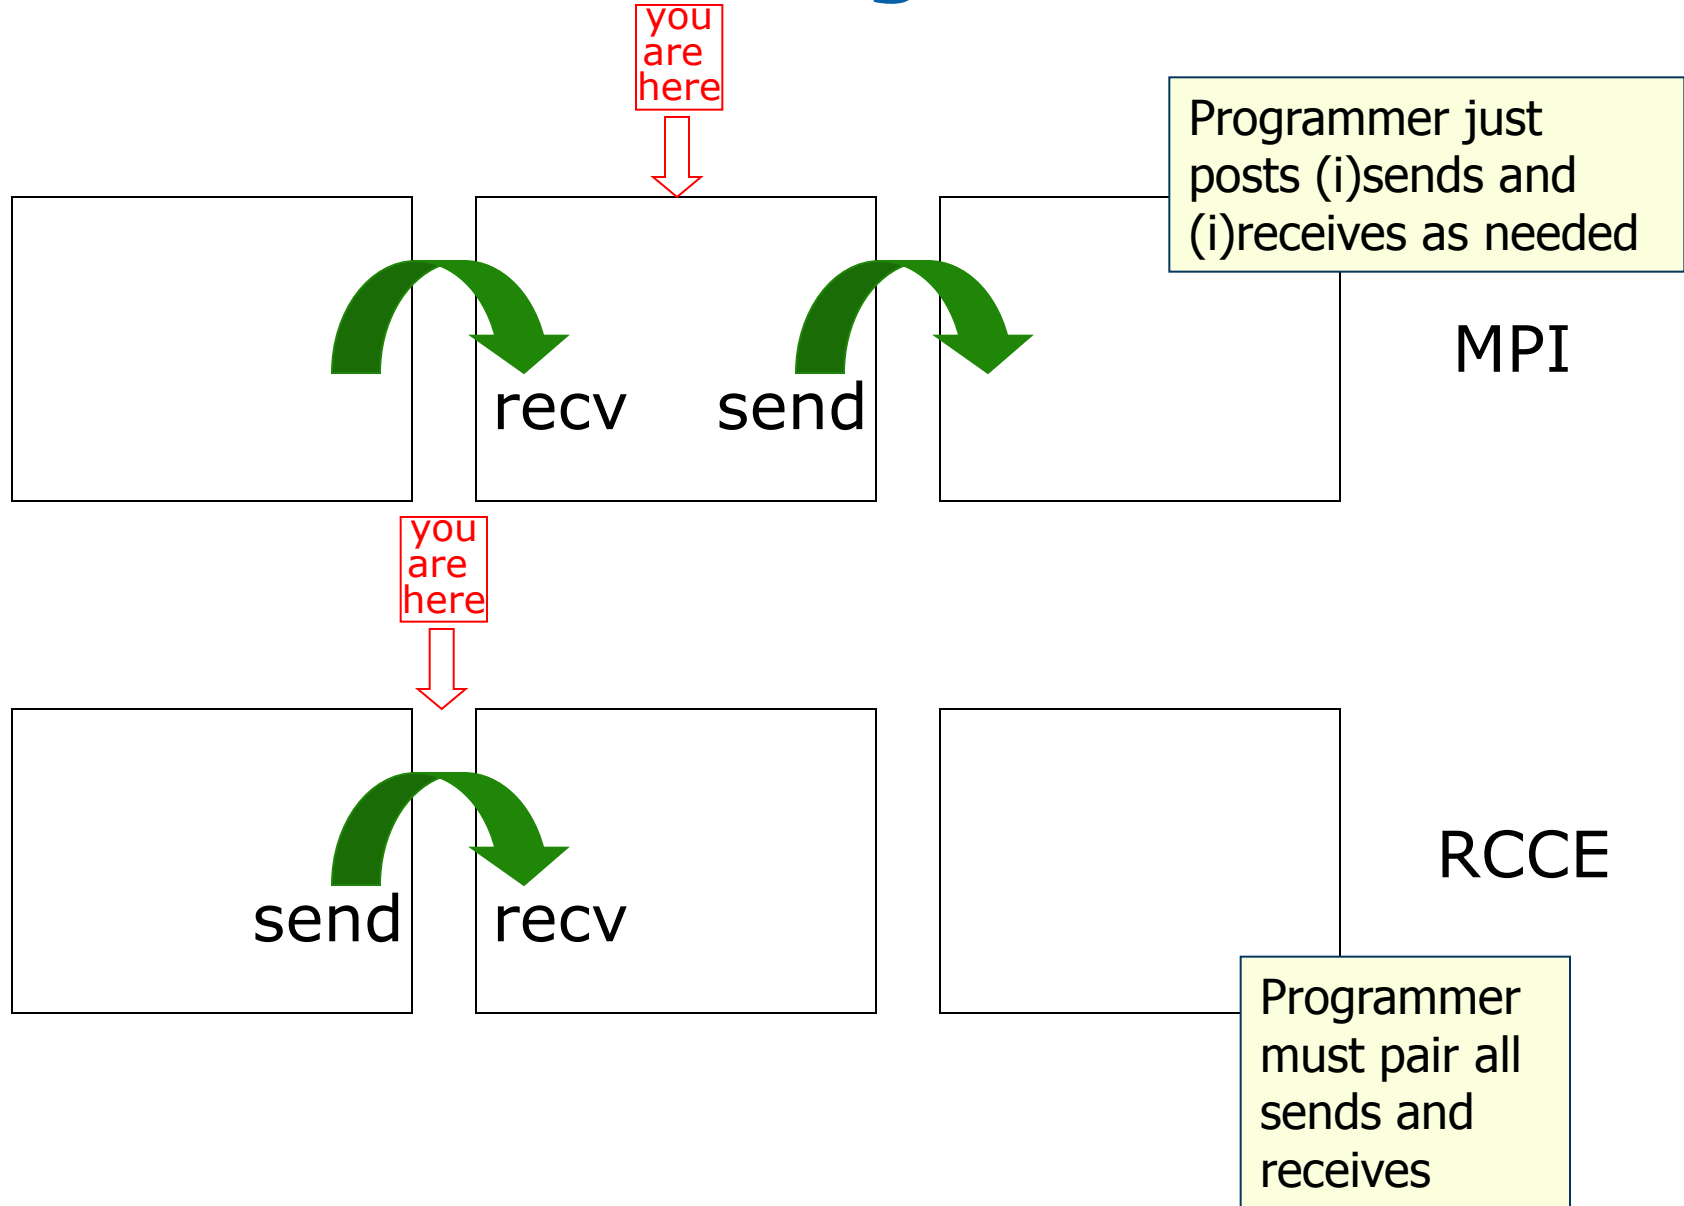 you
are
here
Programmer just
posts (i)sends and
(i)receives as needed
MPI
recv send
you
are
here
RCCE
send recv
Programmer
must pair all
sends and
receives